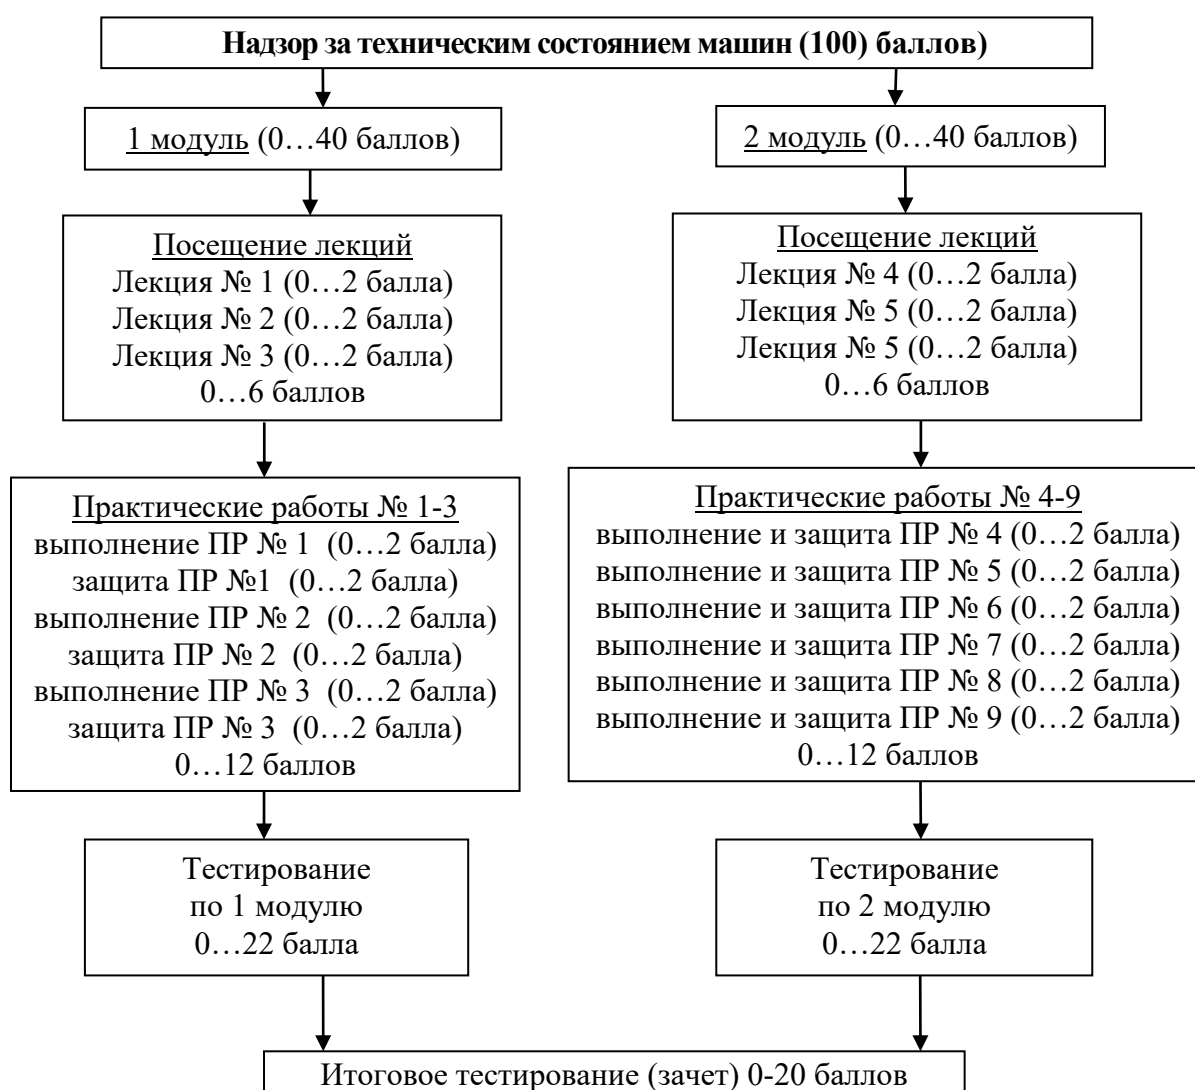 Надзор за техническим состоянием машин (100) баллов)
1 модуль (0…40 баллов)
2 модуль (0…40 баллов)
Посещение лекций
Лекция № 1 (0…2 балла)
Лекция № 2 (0…2 балла)
Лекция № 3 (0…2 балла)
0…6 баллов
Посещение лекций
Лекция № 4 (0…2 балла)
Лекция № 5 (0…2 балла)
Лекция № 5 (0…2 балла)
0…6 баллов
Практические работы № 1-3
выполнение ПР № 1 (0…2 балла)
защита ПР №1 (0…2 балла)
выполнение ПР № 2 (0…2 балла)
защита ПР № 2 (0…2 балла)
выполнение ПР № 3 (0…2 балла)
защита ПР № 3 (0…2 балла)
0…12 баллов
Практические работы № 4-9
выполнение и защита ПР № 4 (0…2 балла)
выполнение и защита ПР № 5 (0…2 балла)
выполнение и защита ПР № 6 (0…2 балла)
выполнение и защита ПР № 7 (0…2 балла)
выполнение и защита ПР № 8 (0…2 балла)
выполнение и защита ПР № 9 (0…2 балла)
0…12 баллов
Тестирование
по 1 модулю
0…22 балла
Тестирование
по 2 модулю
0…22 балла
Итоговое тестирование (зачет) 0-20 баллов